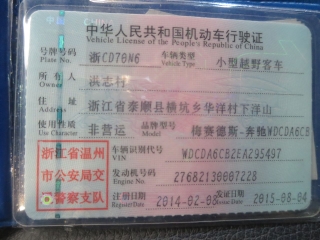 中华人民共和国机动车行驶证
Vehicle License of the People's Republic of China
号牌号码 浙CD70N6 车辆类型 小型越野客车
Plate No. Vehicle Type
所有人 洪志村
Owner
住址 浙江省泰顺县横坑乡华洋村下洋山
Address
使用性质 非营运 品牌型号 梅赛德斯-奔驰WDCDA6CB
Use Character Model
浙江省温州市公安局交通警察支队
车辆识别代号 WDCDA6CB2EA295497
VIN
发动机号码 27682130007228
Engine No.
注册日期 2014-02-08 发证日期 2015-08-04
Register Date Issue Date